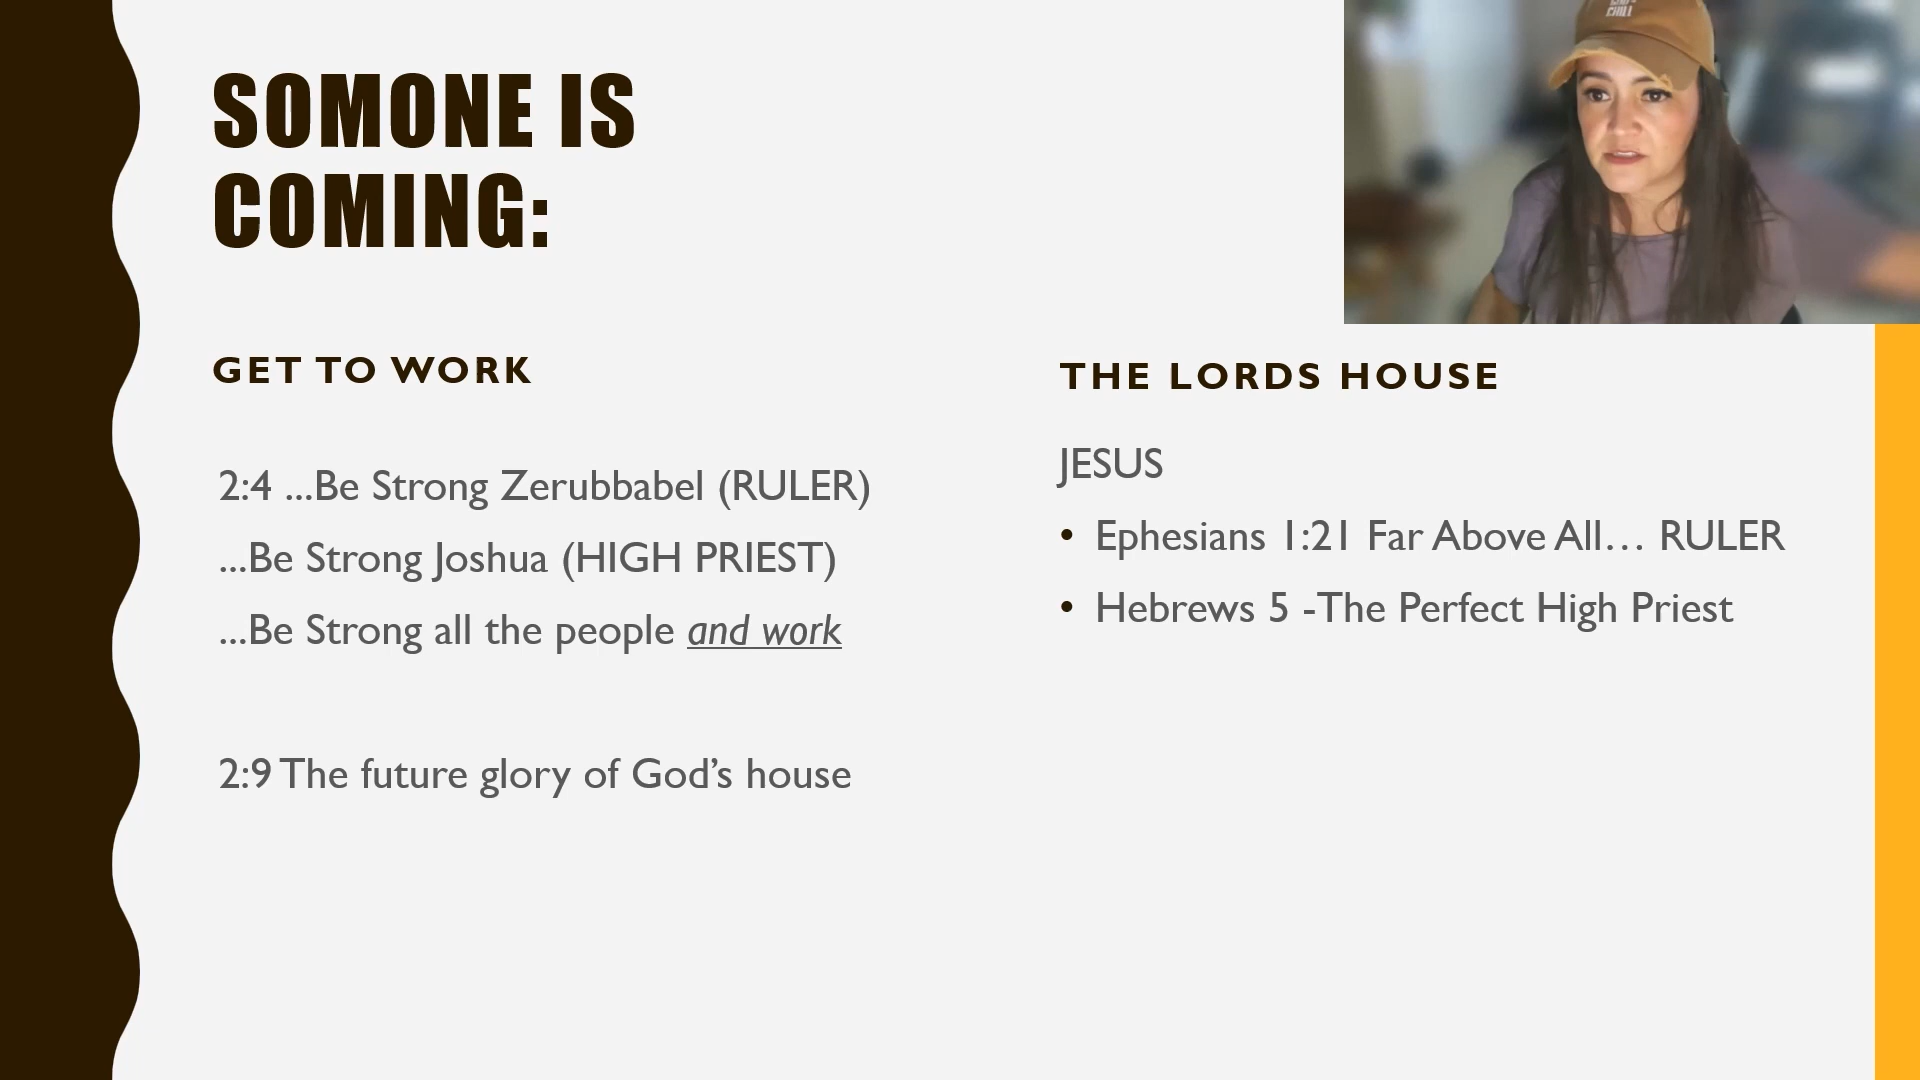 SOMONE IS
COMING:
GET TO WORK
2:4 ...Be Strong Zerubbabel (RULER)
...Be Strong Joshua (HIGH PRIEST)
...Be Strong all the people and work
2:9 The future glory of God’s house
THE LORDS HOUSE
JESUS
• Ephesians 1:21 Far Above All… RULER
• Hebrews 5 -The Perfect High Priest